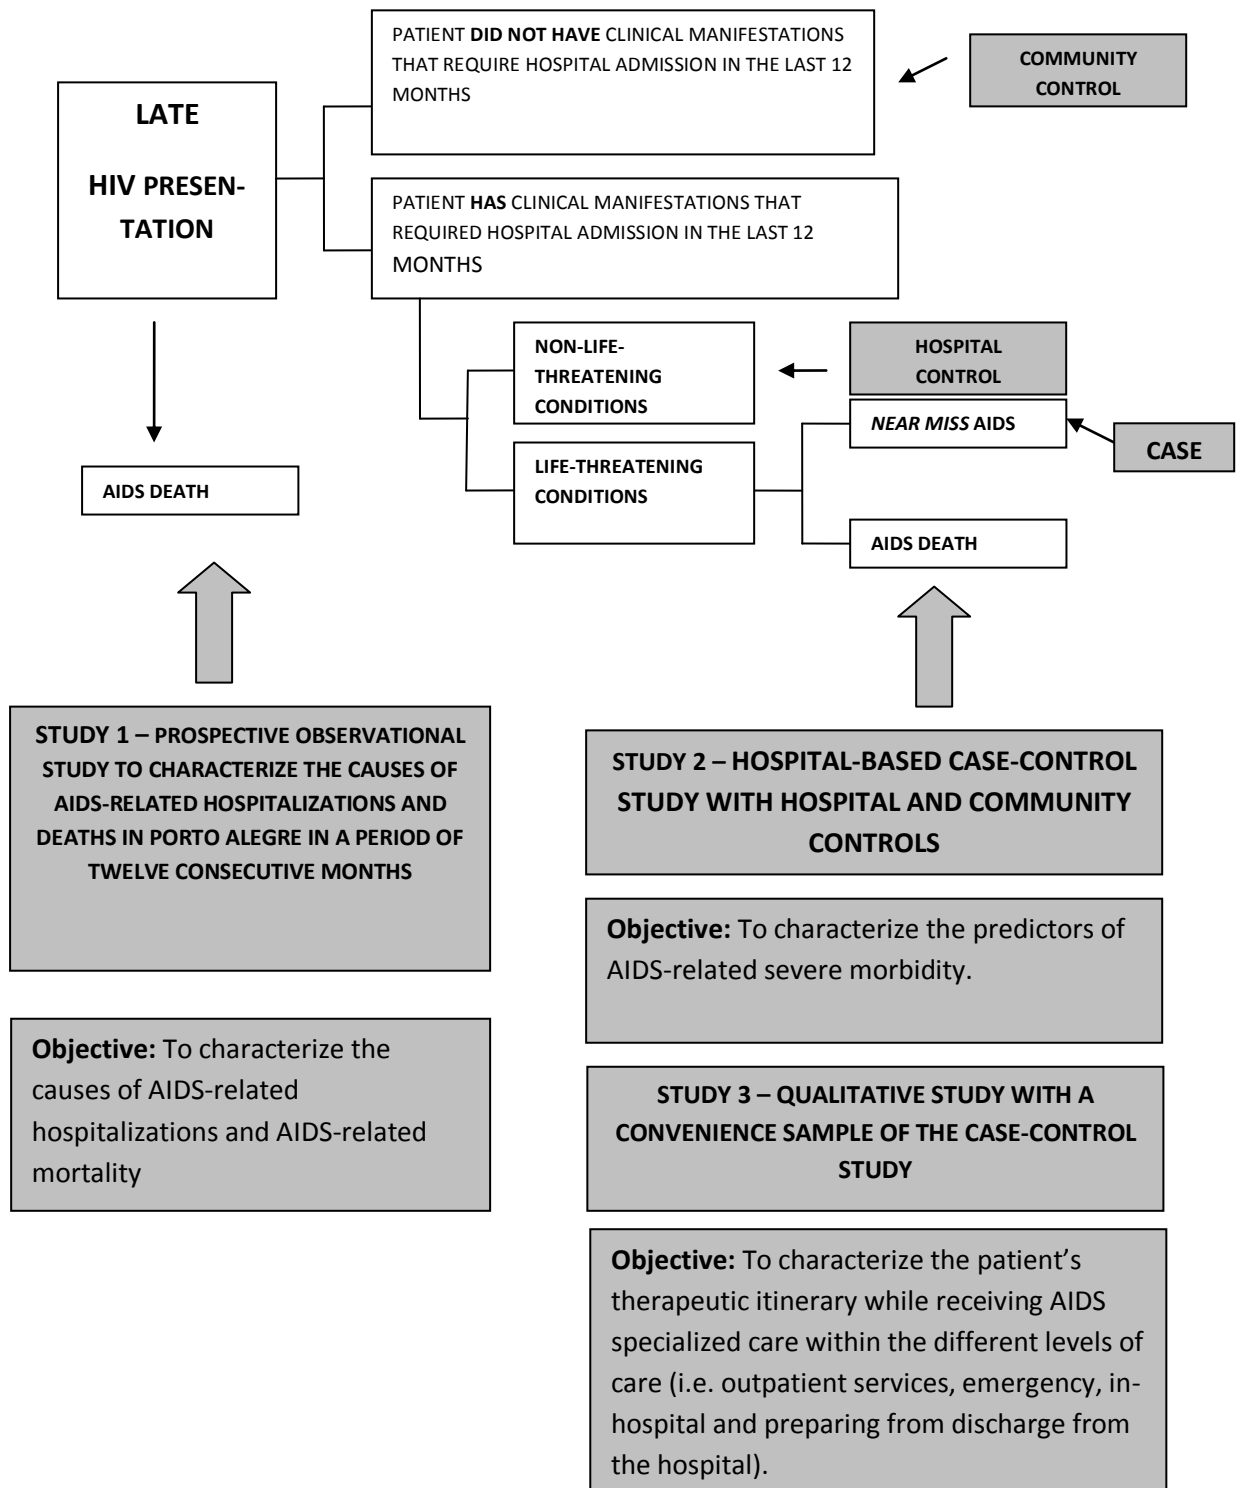 PATIENT DID NOT HAVE CLINICAL MANIFESTATIONS
THAT REQUIRE HOSPITAL ADMISSION IN THE LAST 12
MONTHS
COMMUNITY
CONTROL
LATE
HIV PRESEN-
TATION
PATIENT HAS CLINICAL MANIFESTATIONS THAT
REQUIRED HOSPITAL ADMISSION IN THE LAST 12
MONTHS
NON-LIFE-
THREATENING
CONDITIONS
HOSPITAL
CONTROL
NEAR MISS AIDS
CASE
LIFE-THREATENING
CONDITIONS
AIDS DEATH
AIDS DEATH
STUDY 1 – PROSPECTIVE OBSERVATIONAL
STUDY TO CHARACTERIZE THE CAUSES OF
AIDS-RELATED HOSPITALIZATIONS AND
DEATHS IN PORTO ALEGRE IN A PERIOD OF
TWELVE CONSECUTIVE MONTHS
Objective: To characterize the
causes of AIDS-related
hospitalizations and AIDS-related
mortality
STUDY 2 – HOSPITAL-BASED CASE-CONTROL
STUDY WITH HOSPITAL AND COMMUNITY
CONTROLS
Objective: To characterize the predictors of
AIDS-related severe morbidity.
STUDY 3 – QUALITATIVE STUDY WITH A
CONVENIENCE SAMPLE OF THE CASE-CONTROL
STUDY
Objective: To characterize the patient’s
therapeutic itinerary while receiving AIDS
specialized care within the different levels of
care (i.e. outpatient services, emergency, in-
hospital and preparing from discharge from
the hospital).